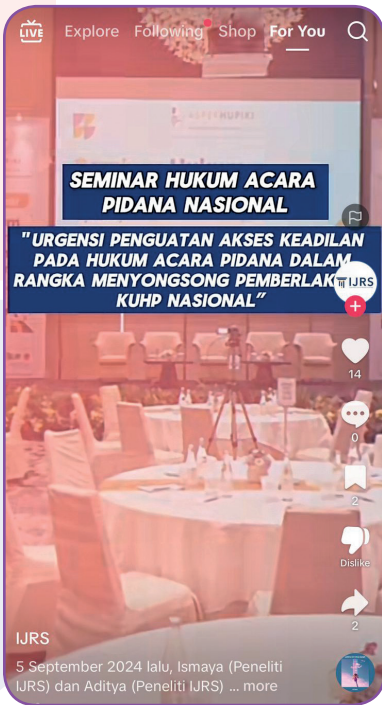 LIVE
Explore Following Shop For You
SEMINAR HUKUM ACARA
PIDANA NASIONAL
"URGENSI PENGUATAN AKSES KEADILAN
PADA HUKUM ACARA PIDANA DALAM
RANGKA MENYONGSONG PEMBERLAK
KUHP NASIONAL"
IJRS
14
0
2
Dislike
2
IJRS
5 September 2024 lalu, Ismaya (Peneliti
IJRS) dan Aditya (Peneliti IJRS) ... more